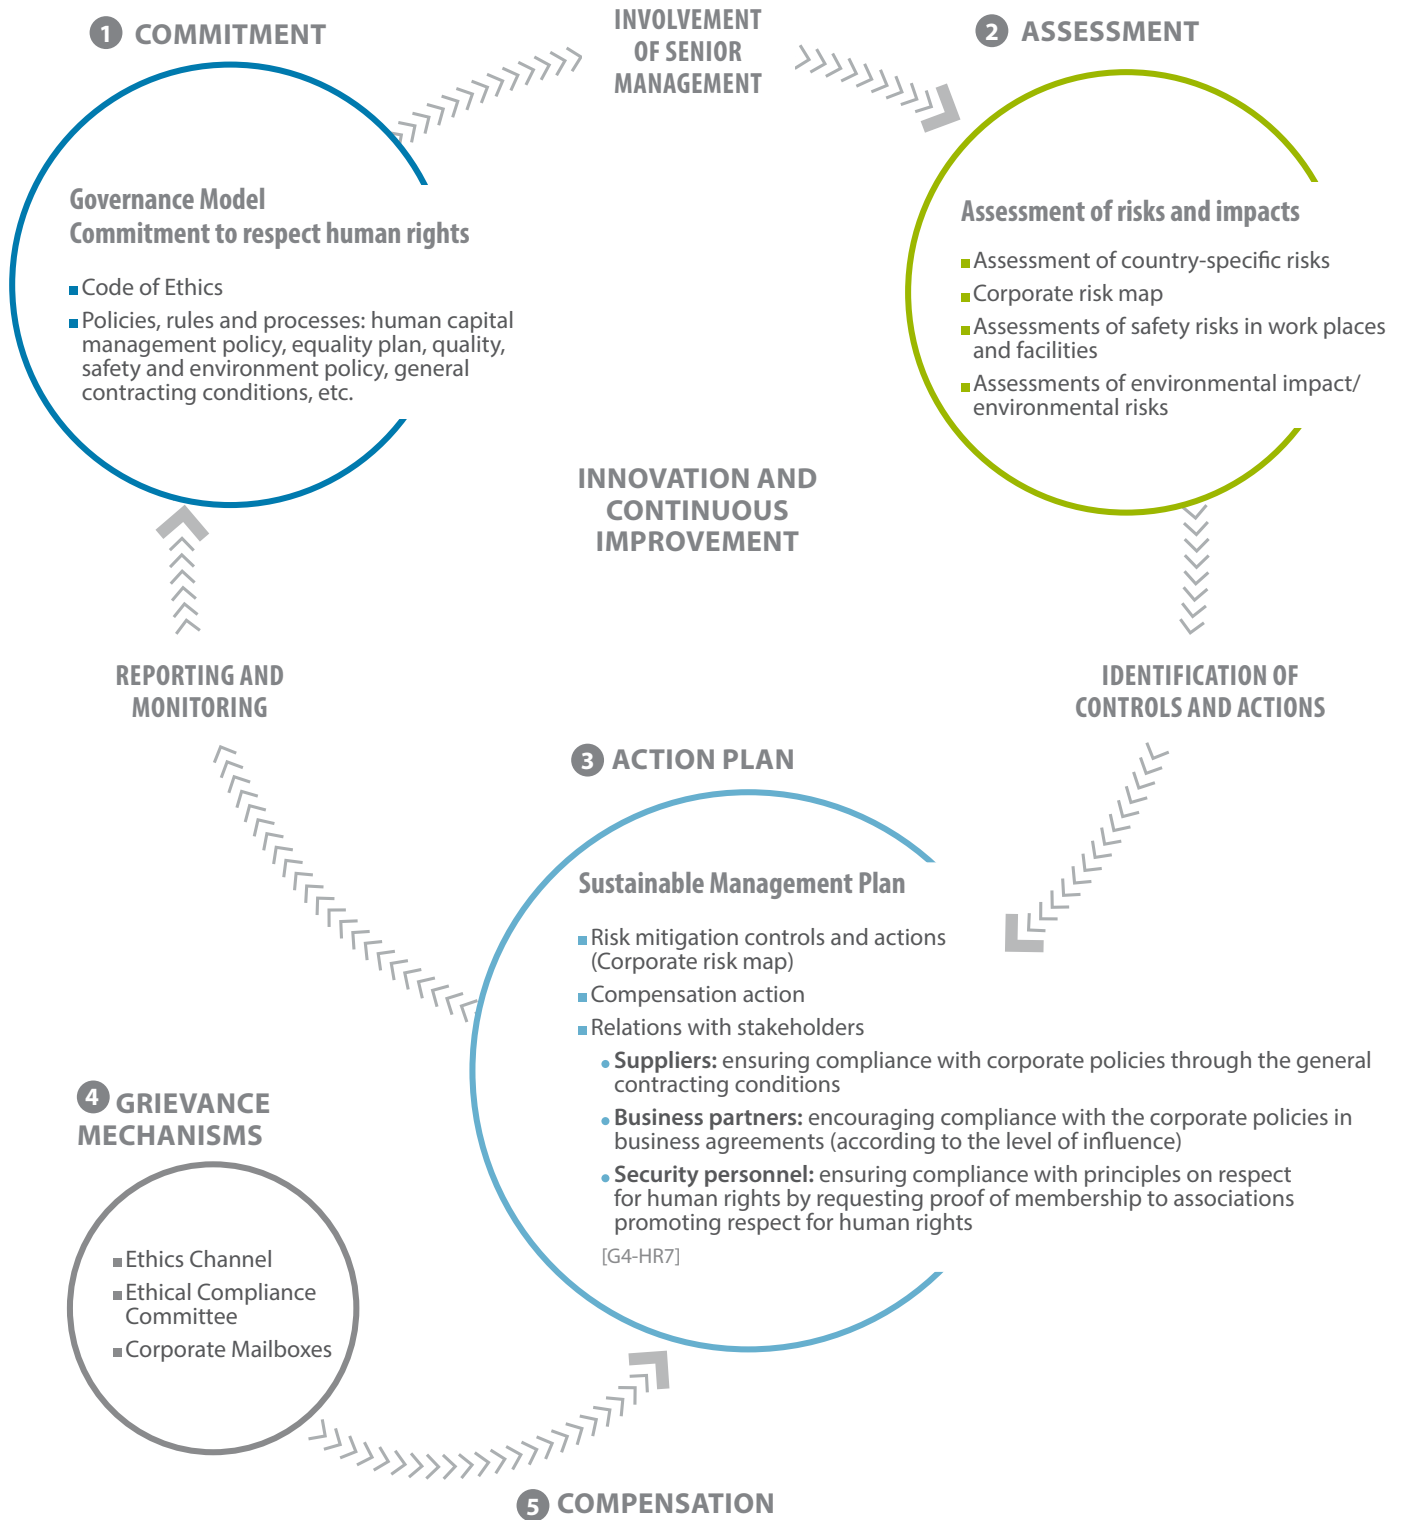 1 COMMITMENT
INVOLVEMENT
OF SENIOR
MANAGEMENT
2 ASSESSMENT
Governance Model
Commitment to respect human rights
Code of Ethics
Policies, rules and processes: human capital
management policy, equality plan, quality,
safety and environment policy, general
contracting conditions, etc.
Assessment of risks and impacts
Assessment of country-specific risks
Corporate risk map
Assessments of safety risks in work places
and facilities
Assessments of environmental impact/
environmental risks
INNOVATION AND
CONTINUOUS
IMPROVEMENT
REPORTING AND
MONITORING
IDENTIFICATION OF
CONTROLS AND ACTIONS
3 ACTION PLAN
Sustainable Management Plan
Risk mitigation controls and actions
(Corporate risk map)
Compensation action
Relations with stakeholders
Suppliers: ensuring compliance with corporate policies through the general
contracting conditions
Business partners: encouraging compliance with the corporate policies in
business agreements (according to the level of influence)
Security personnel: ensuring compliance with principles on respect
for human rights by requesting proof of membership to associations
promoting respect for human rights
[G4-HR7]
4 GRIEVANCE
MECHANISMS
Ethics Channel
Ethical Compliance
Committee
Corporate Mailboxes
5 COMPENSATION